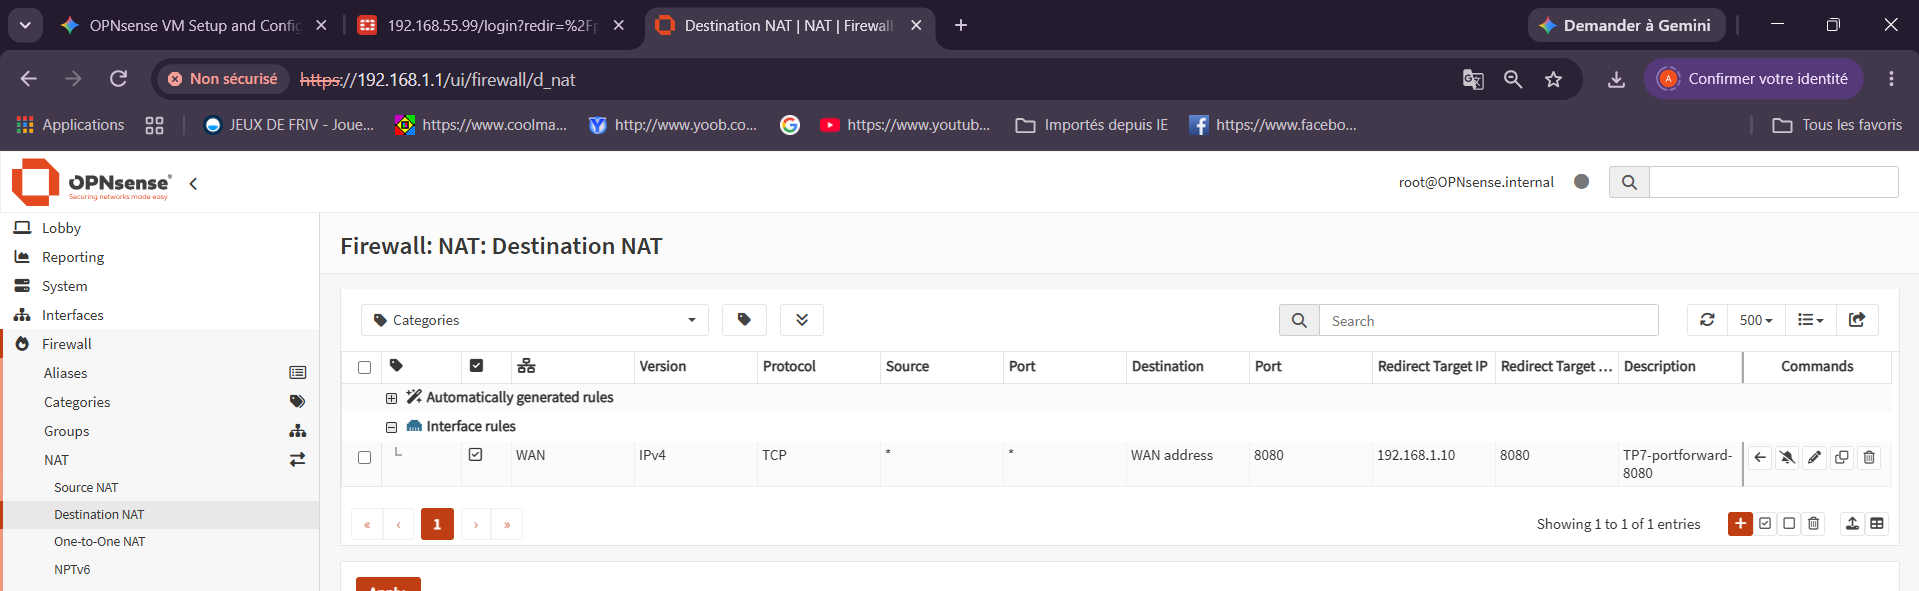 OPNsense VM Setup and Config
192.168.55.99/login?redir=%2Fp
Destination NAT | NAT | Firewall
Demander à Gemini
Non sécurisé
https://192.168.1.1/ui/firewall/d_nat
Confirmer votre identité
Applications
JEUX DE FRIV - Joue...
https://www.coolma...
http://www.yoob.co...
https://www.youtub...
Importés depuis IE
https://www.facebo...
Tous les favoris
OPNsense®
Securing networks made easy
root@OPNsense.internal
Lobby
Reporting
System
Interfaces
Firewall
Aliases
Categories
Groups
NAT
Source NAT
Destination NAT
One-to-One NAT
NPTv6
Firewall: NAT: Destination NAT
Categories
Search
500
Version Protocol Source Port Destination Port Redirect Target IP Redirect Target ... Description Commands
Automatically generated rules
Interface rules
WAN IPv4 TCP * * WAN address 8080 192.168.1.10 8080 TP7-portforward-
8080
« ‹ 1 › »
Showing 1 to 1 of 1 entries
Apply